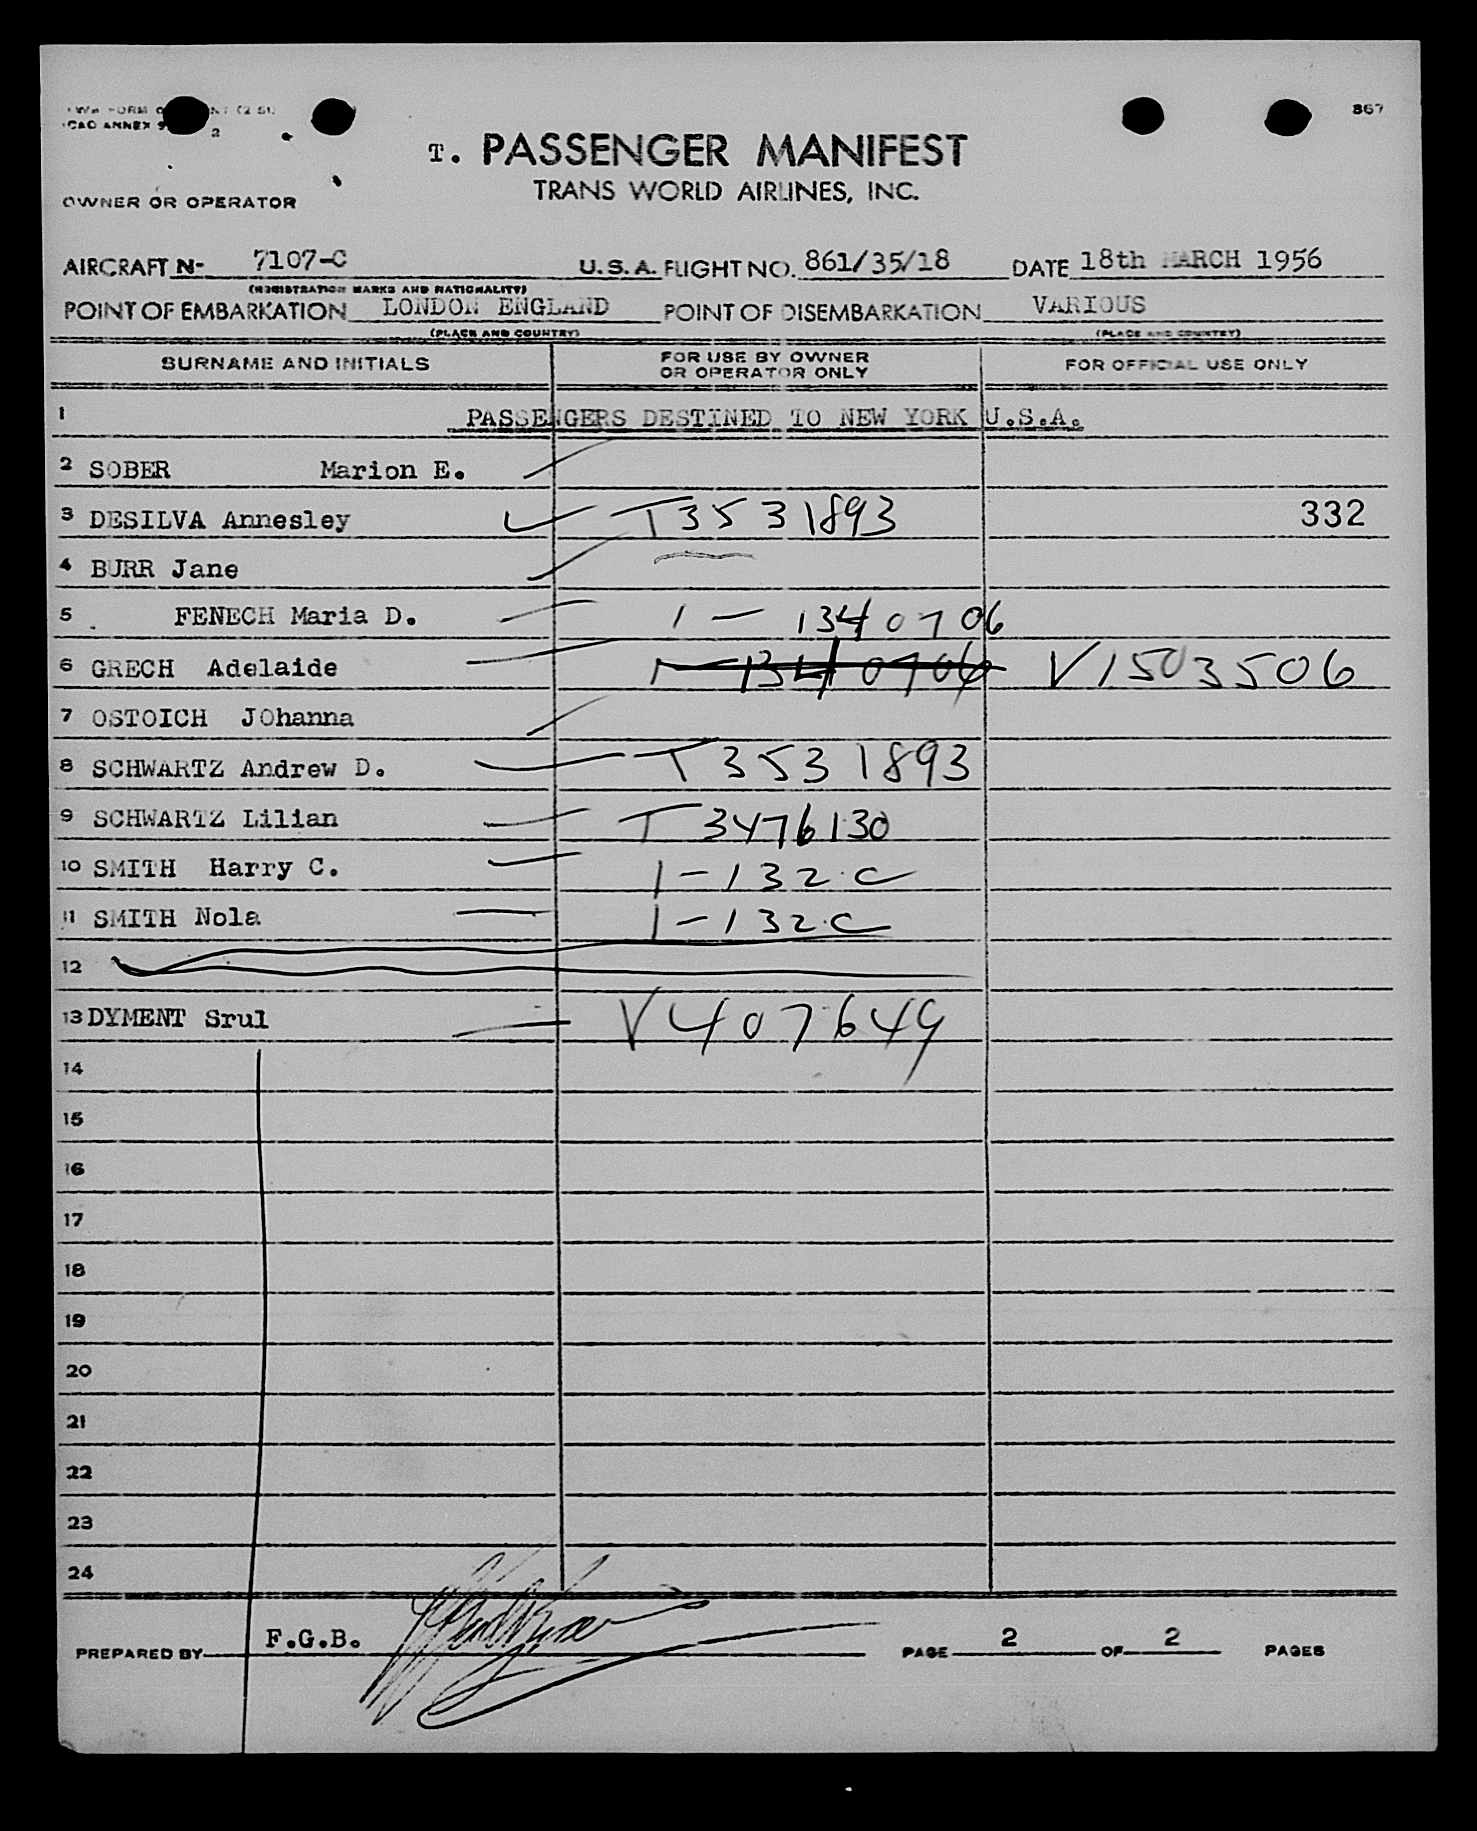 867
T. PASSENGER MANIFEST
TRANS WORLD AIRLINES, INC.
OWNER OR OPERATOR
AIRCRAFT N- 7107-C U.S.A. FLIGHT NO. 861/35/18 DATE 18th MARCH 1956
(REGISTRATION MARKS AND NATIONALITY)
POINT OF EMBARKATION LONDON ENGLAND POINT OF DISEMBARKATION VARIOUS
(PLACE AND COUNTRY) (PLACE AND COUNTRY)
SURNAME AND INITIALS FOR USE BY OWNER OR OPERATOR ONLY FOR OFFICIAL USE ONLY
1 PASSENGERS DESTINED TO NEW YORK U.S.A.
2 SOBER Marion E.
3 DESILVA Annesley T3531893 332
4 BURR Jane
5 FENECH Maria D. 1-1340706
6 GRECH Adelaide 1-1340706 V1503506
7 OSTOICH JOhanna
8 SCHWARTZ Andrew D. T3531893
9 SCHWARTZ Lilian T3476130
10 SMITH Harry C. 1-132.C
11 SMITH Nola 1-132.C
12
13 DYMENT Srul V407649
14
15
16
17
18
19
20
21
22
23
24
PREPARED BY F.G.B. PAGE 2 OF 2 PAGES